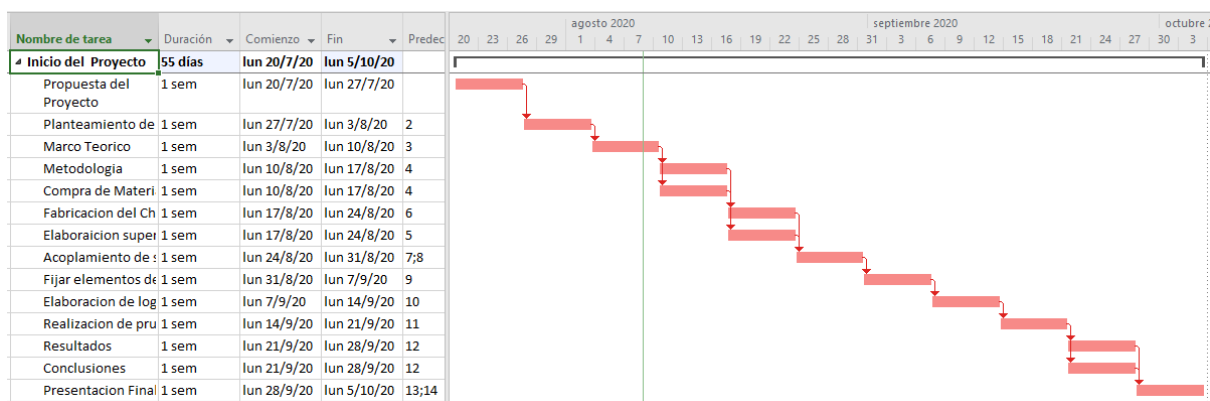 agosto 2020 septiembre 2020 octubre
Nombre de tarea Duración Comienzo Fin Predec 20 23 26 29 1 4 7 10 13 16 19 22 25 28 31 3 6 9 12 15 18 21 24 27 30 3
Inicio del Proyecto 55 días lun 20/7/20 lun 5/10/20
Propuesta del 1 sem lun 20/7/20 lun 27/7/20
Proyecto
Planteamiento de 1 sem lun 27/7/20 lun 3/8/20 2
Marco Teorico 1 sem lun 3/8/20 lun 10/8/20 3
Metodologia 1 sem lun 10/8/20 lun 17/8/20 4
Compra de Materi 1 sem lun 10/8/20 lun 17/8/20 4
Fabricacion del Ch 1 sem lun 17/8/20 lun 24/8/20 6
Elaboraicion super 1 sem lun 17/8/20 lun 24/8/20 5
Acoplamiento de s 1 sem lun 24/8/20 lun 31/8/20 7;8
Fijar elementos de 1 sem lun 31/8/20 lun 7/9/20 9
Elaboracion de log 1 sem lun 7/9/20 lun 14/9/20 10
Realizacion de pru 1 sem lun 14/9/20 lun 21/9/20 11
Resultados 1 sem lun 21/9/20 lun 28/9/20 12
Conclusiones 1 sem lun 21/9/20 lun 28/9/20 12
Presentacion Final 1 sem lun 28/9/20 lun 5/10/20 13;14